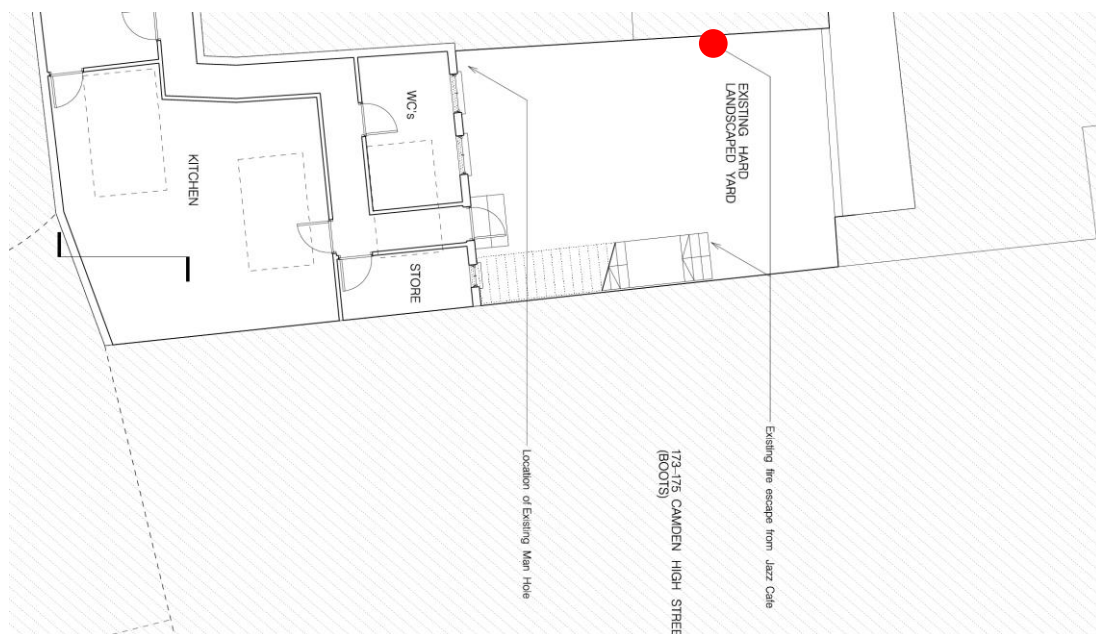 WC's
EXISTING HARD
LANDSCAPED YARD
KITCHEN
STORE
Existing fire escape from Jazz Cafe
Location of Existing Man Hole
173-175 CAMDEN HIGH STREE
(BOOTS)